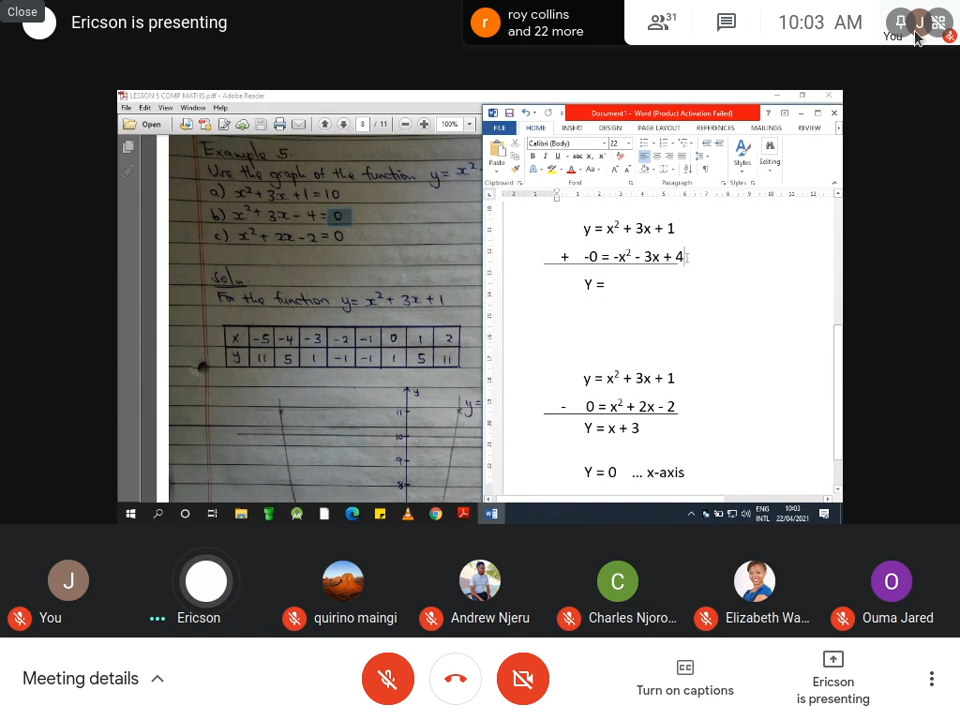 Close
Ericson is presenting
r
roy collins
and 22 more
31
10:03 AM
J
You
LESSON 5 COMP MATHS.pdf - Adobe Reader
File Edit View Window Help
Open
8 / 11
100%
Example 5.
Use the graph of the function y = x²
a) x² + 3x + 1 = 10
b) x² + 3x - 4 = 0
c) x² + 2x - 2 = 0
Soln
For the function y = x² + 3x + 1
x -5 -4 -3 -2 -1 0 1 2
y 11 5 1 -1 -1 1 5 11
y
y=
11
10
9
8
Document1 - Word (Product Activation Failed)
FILE HOME INSERT DESIGN PAGE LAYOUT REFERENCES MAILINGS REVIEW
Paste
Calibri (Body) 22
B I U abc
Styles
Editing
Clipboard Font Paragraph Styles
y = x² + 3x + 1
+ -0 = -x² - 3x + 4
Y =
y = x² + 3x + 1
- 0 = x² + 2x - 2
Y = x + 3
Y = 0 ... x-axis
ENG
INTL
10:03
22/04/2021
J
You
Ericson
quirino maingi
Andrew Njeru
C
Charles Njoro...
Elizabeth Wa...
O
Ouma Jared
Meeting details
Turn on captions
Ericson
is presenting